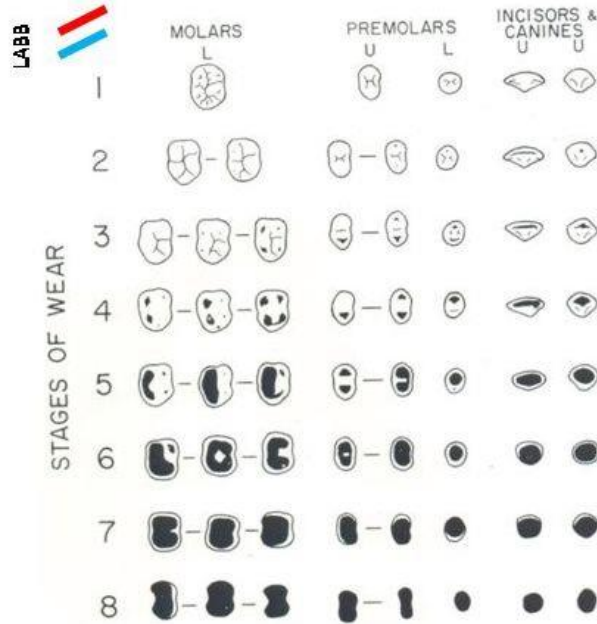 LABB
MOLARS
L
PREMOLARS
U L
INCISORS &
CANINES
U U
STAGES OF WEAR
1
2
3
4
5
6
7
8